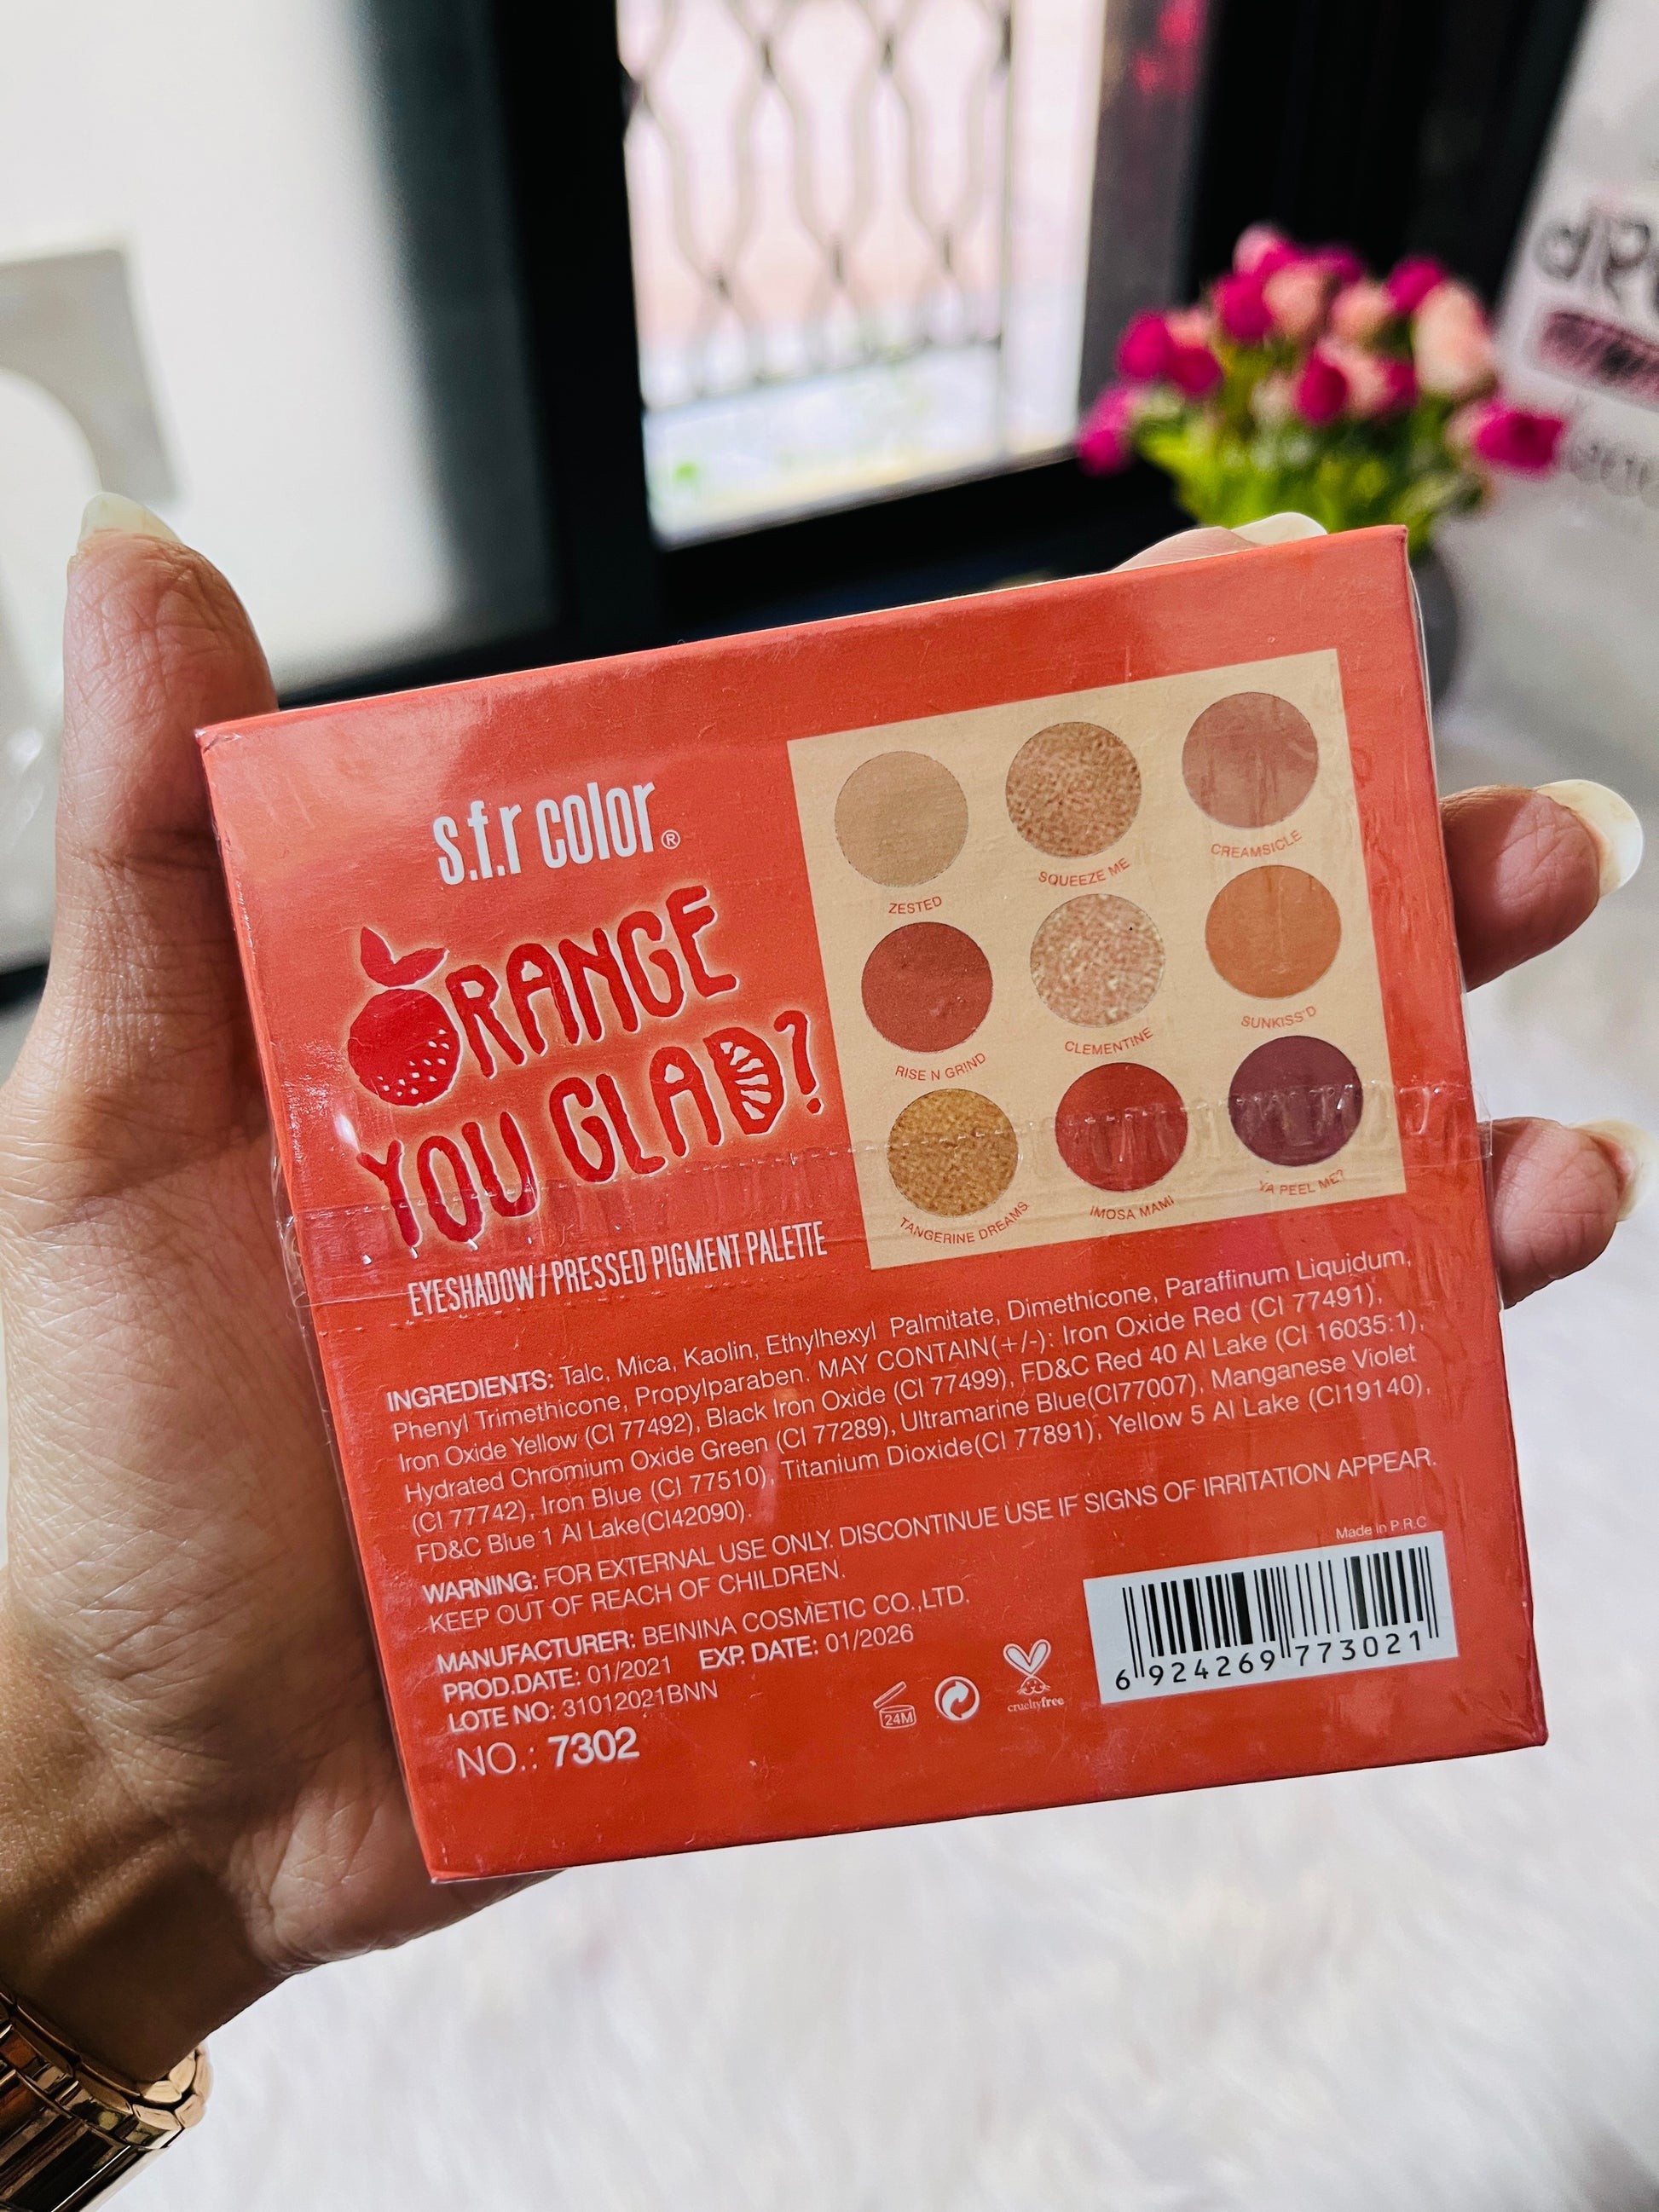 s.f.r color®
ORANGE
YOU GLAD?
EYESHADOW/PRESSED PIGMENT PALETTE
ZESTED
SQUEEZE ME
CREAMSICLE
RISE N GRIND
CLEMENTINE
SUNKISS'D
TANGERINE DREAMS
IMOSA MAMI
YA PEEL ME?
INGREDIENTS: Talc, Mica, Kaolin, Ethylhexyl Palmitate, Dimethicone, Paraffinum Liquidum,
Phenyl Trimethicone, Propylparaben. MAY CONTAIN(+/-): Iron Oxide Red (CI 77491),
Iron Oxide Yellow (CI 77492), Black Iron Oxide (CI 77499), FD&C Red 40 Al Lake (CI 16035:1),
Hydrated Chromium Oxide Green (CI 77289), Ultramarine Blue(CI77007), Manganese Violet
(CI 77742), Iron Blue (CI 77510), Titanium Dioxide(CI 77891), Yellow 5 Al Lake (CI19140),
FD&C Blue 1 Al Lake(CI42090).
WARNING: FOR EXTERNAL USE ONLY. DISCONTINUE USE IF SIGNS OF IRRITATION APPEAR.
KEEP OUT OF REACH OF CHILDREN.
MANUFACTURER: BEININA COSMETIC CO.,LTD.
PROD.DATE: 01/2021 EXP. DATE: 01/2026
LOTE NO: 31012021BNN
NO.: 7302
24M
crueltyfree
Made in P.R.C
6 924269 773021